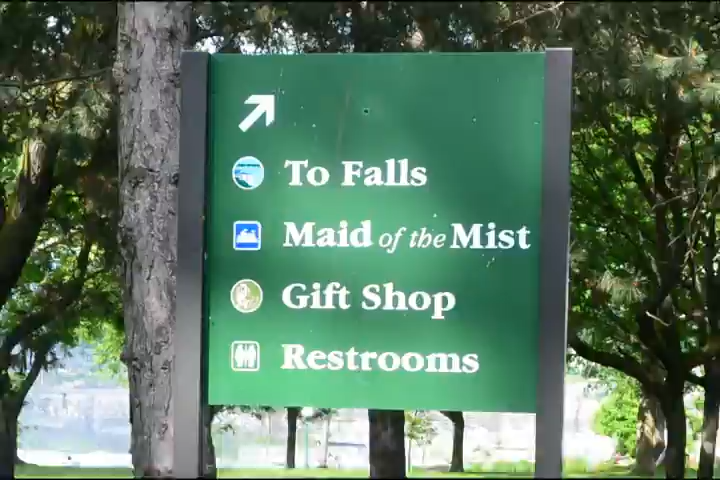 To Falls
Maid of the Mist
Gift Shop
Restrooms